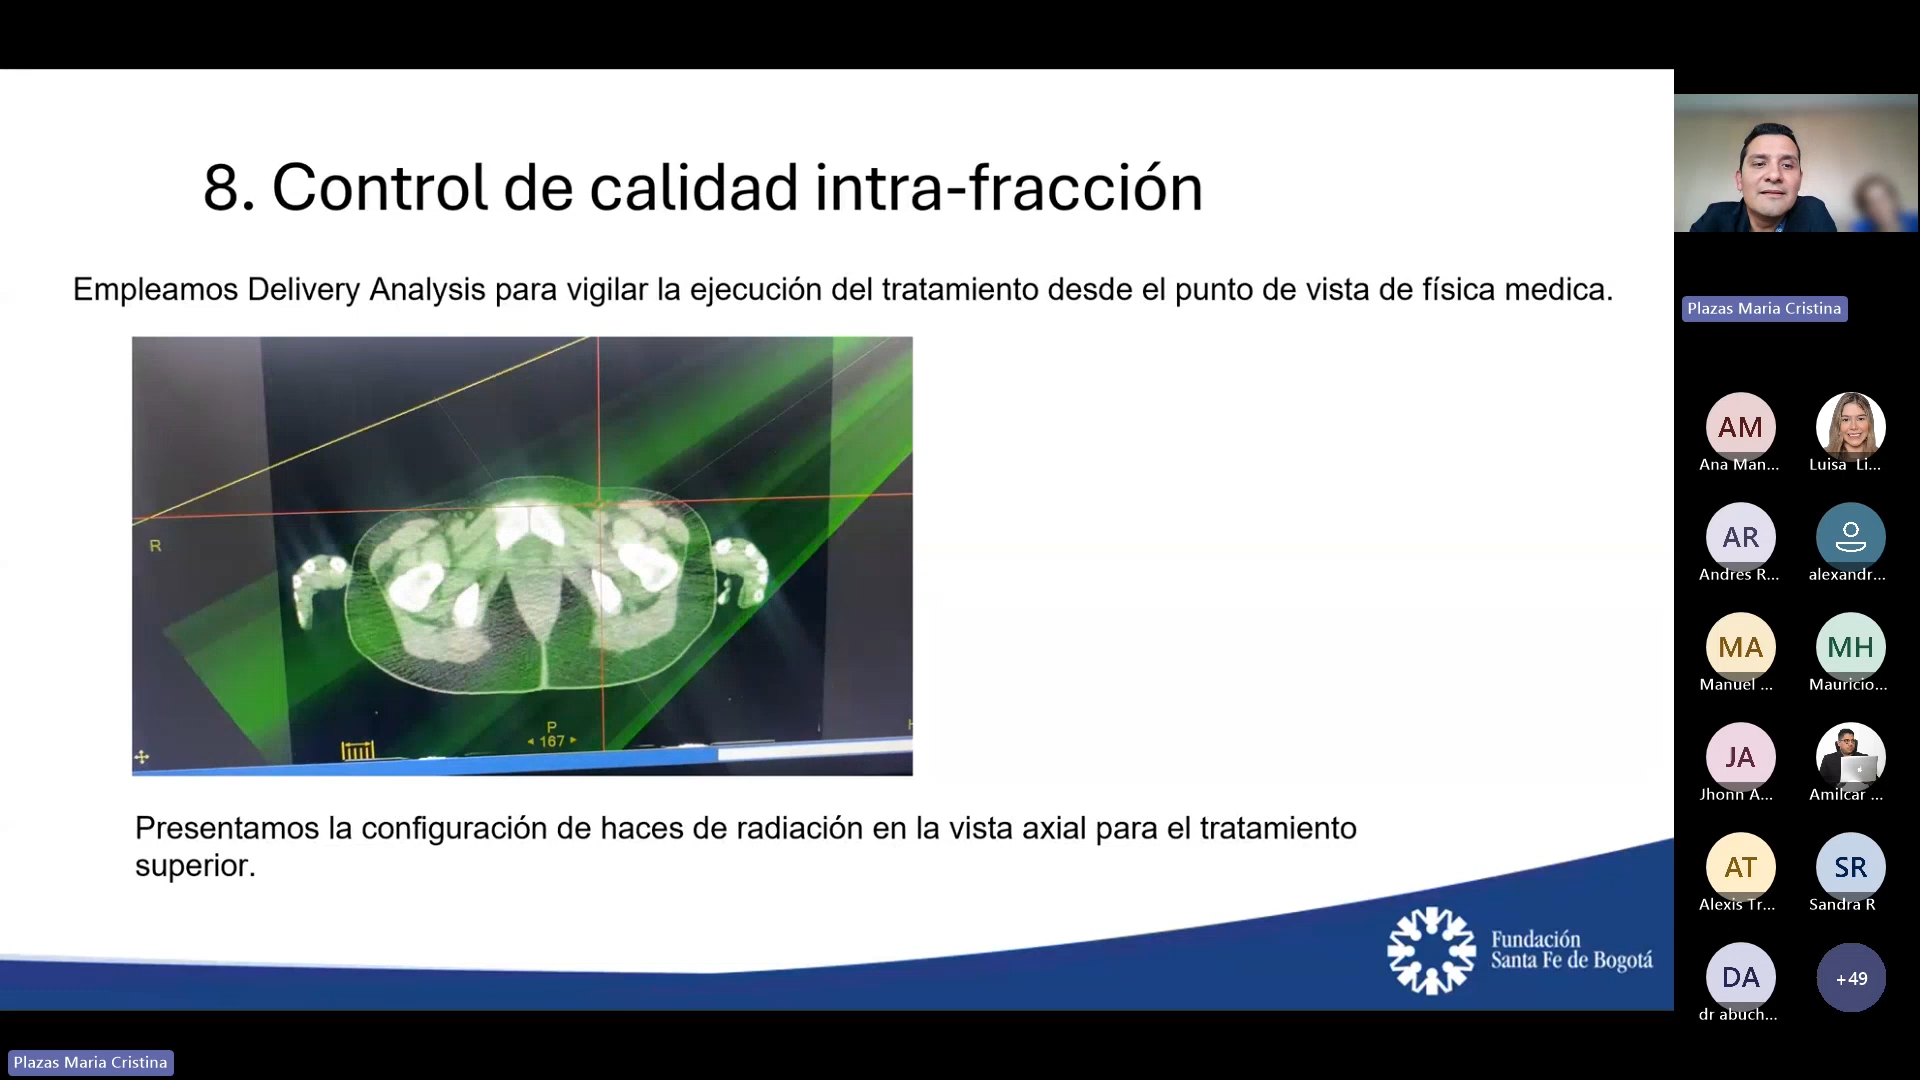 8. Control de calidad intra-fracción
Empleamos Delivery Analysis para vigilar la ejecución del tratamiento desde el punto de vista de física medica.
R
P
167
H
Presentamos la configuración de haces de radiación en la vista axial para el tratamiento
superior.
Fundación
Santa Fe de Bogotá
Plazas Maria Cristina
AM
Ana Man...
Luisa Li...
AR
Andres R...
alexandr...
MA
Manuel ...
MH
Mauricio...
JA
Jhonn A...
Amilcar ...
AT
Alexis Tr...
SR
Sandra R
DA
dr abuch...
+49
Plazas Maria Cristina